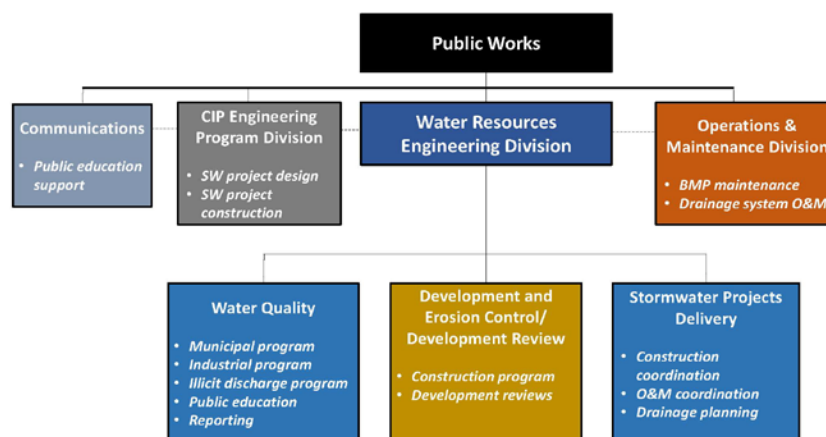 Public Works
Communications
• Public education
support
CIP Engineering
Program Division
• SW project design
• SW project
construction
Water Resources
Engineering Division
Operations &
Maintenance Division
• BMP maintenance
• Drainage system O&M
Water Quality
• Municipal program
• Industrial program
• Illicit discharge program
• Public education
• Reporting
Development and
Erosion Control/
Development Review
• Construction program
• Development reviews
Stormwater Projects
Delivery
• Construction
coordination
• O&M coordination
• Drainage planning